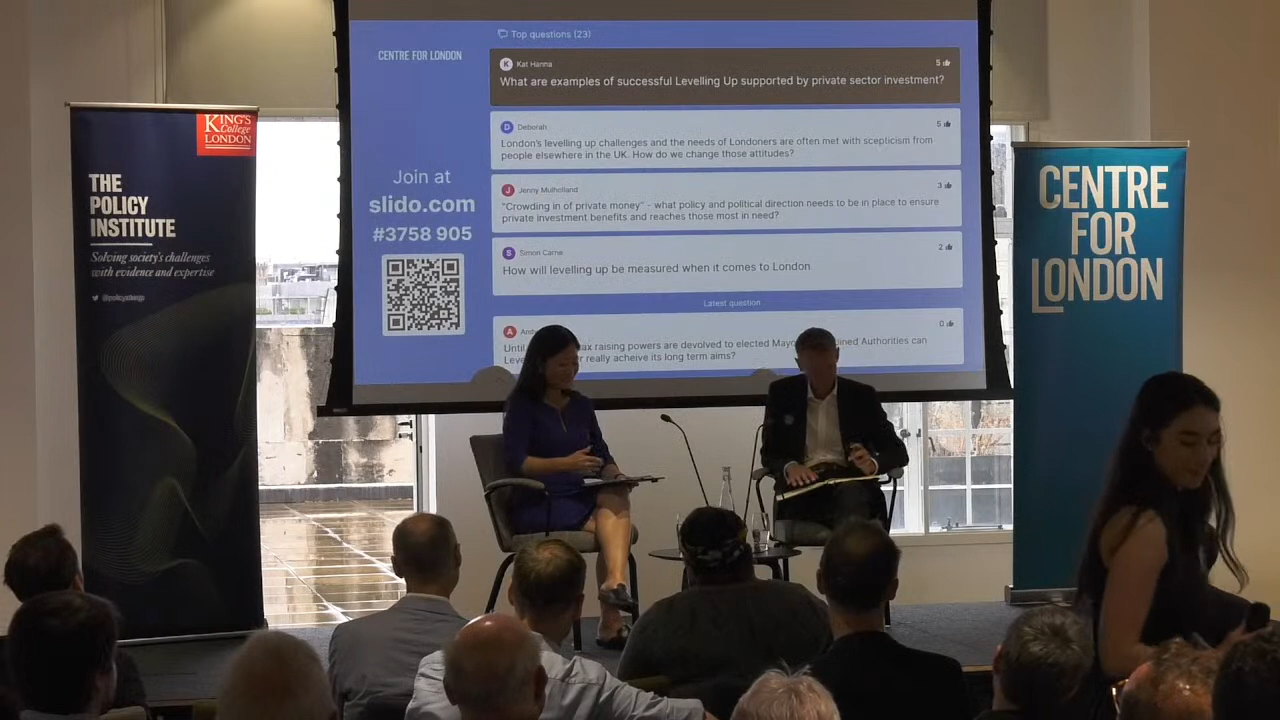 Top questions (23)
CENTRE FOR LONDON
K Kat Hanna 5
What are examples of successful Levelling Up supported by private sector investment?
D Deborah 5
London's levelling up challenges and the needs of Londoners are often met with scepticism from
people elsewhere in the UK. How do we change those attitudes?
Join at
slido.com
#3758 905
J Jenny Mulholland 3
"Crowding in of private money" - what policy and political direction needs to be in place to ensure
private investment benefits and reaches those most in need?
S Simon Carne 2
How will levelling up be measured when it comes to London
Latest question
A 0
Until ax raising powers are devolved to elected Authorities can
really acheive its long term aims?
KING'S
College
LONDON
THE
POLICY
INSTITUTE
Solving society's challenges
with evidence and expertise
CENTRE
FOR
LONDON